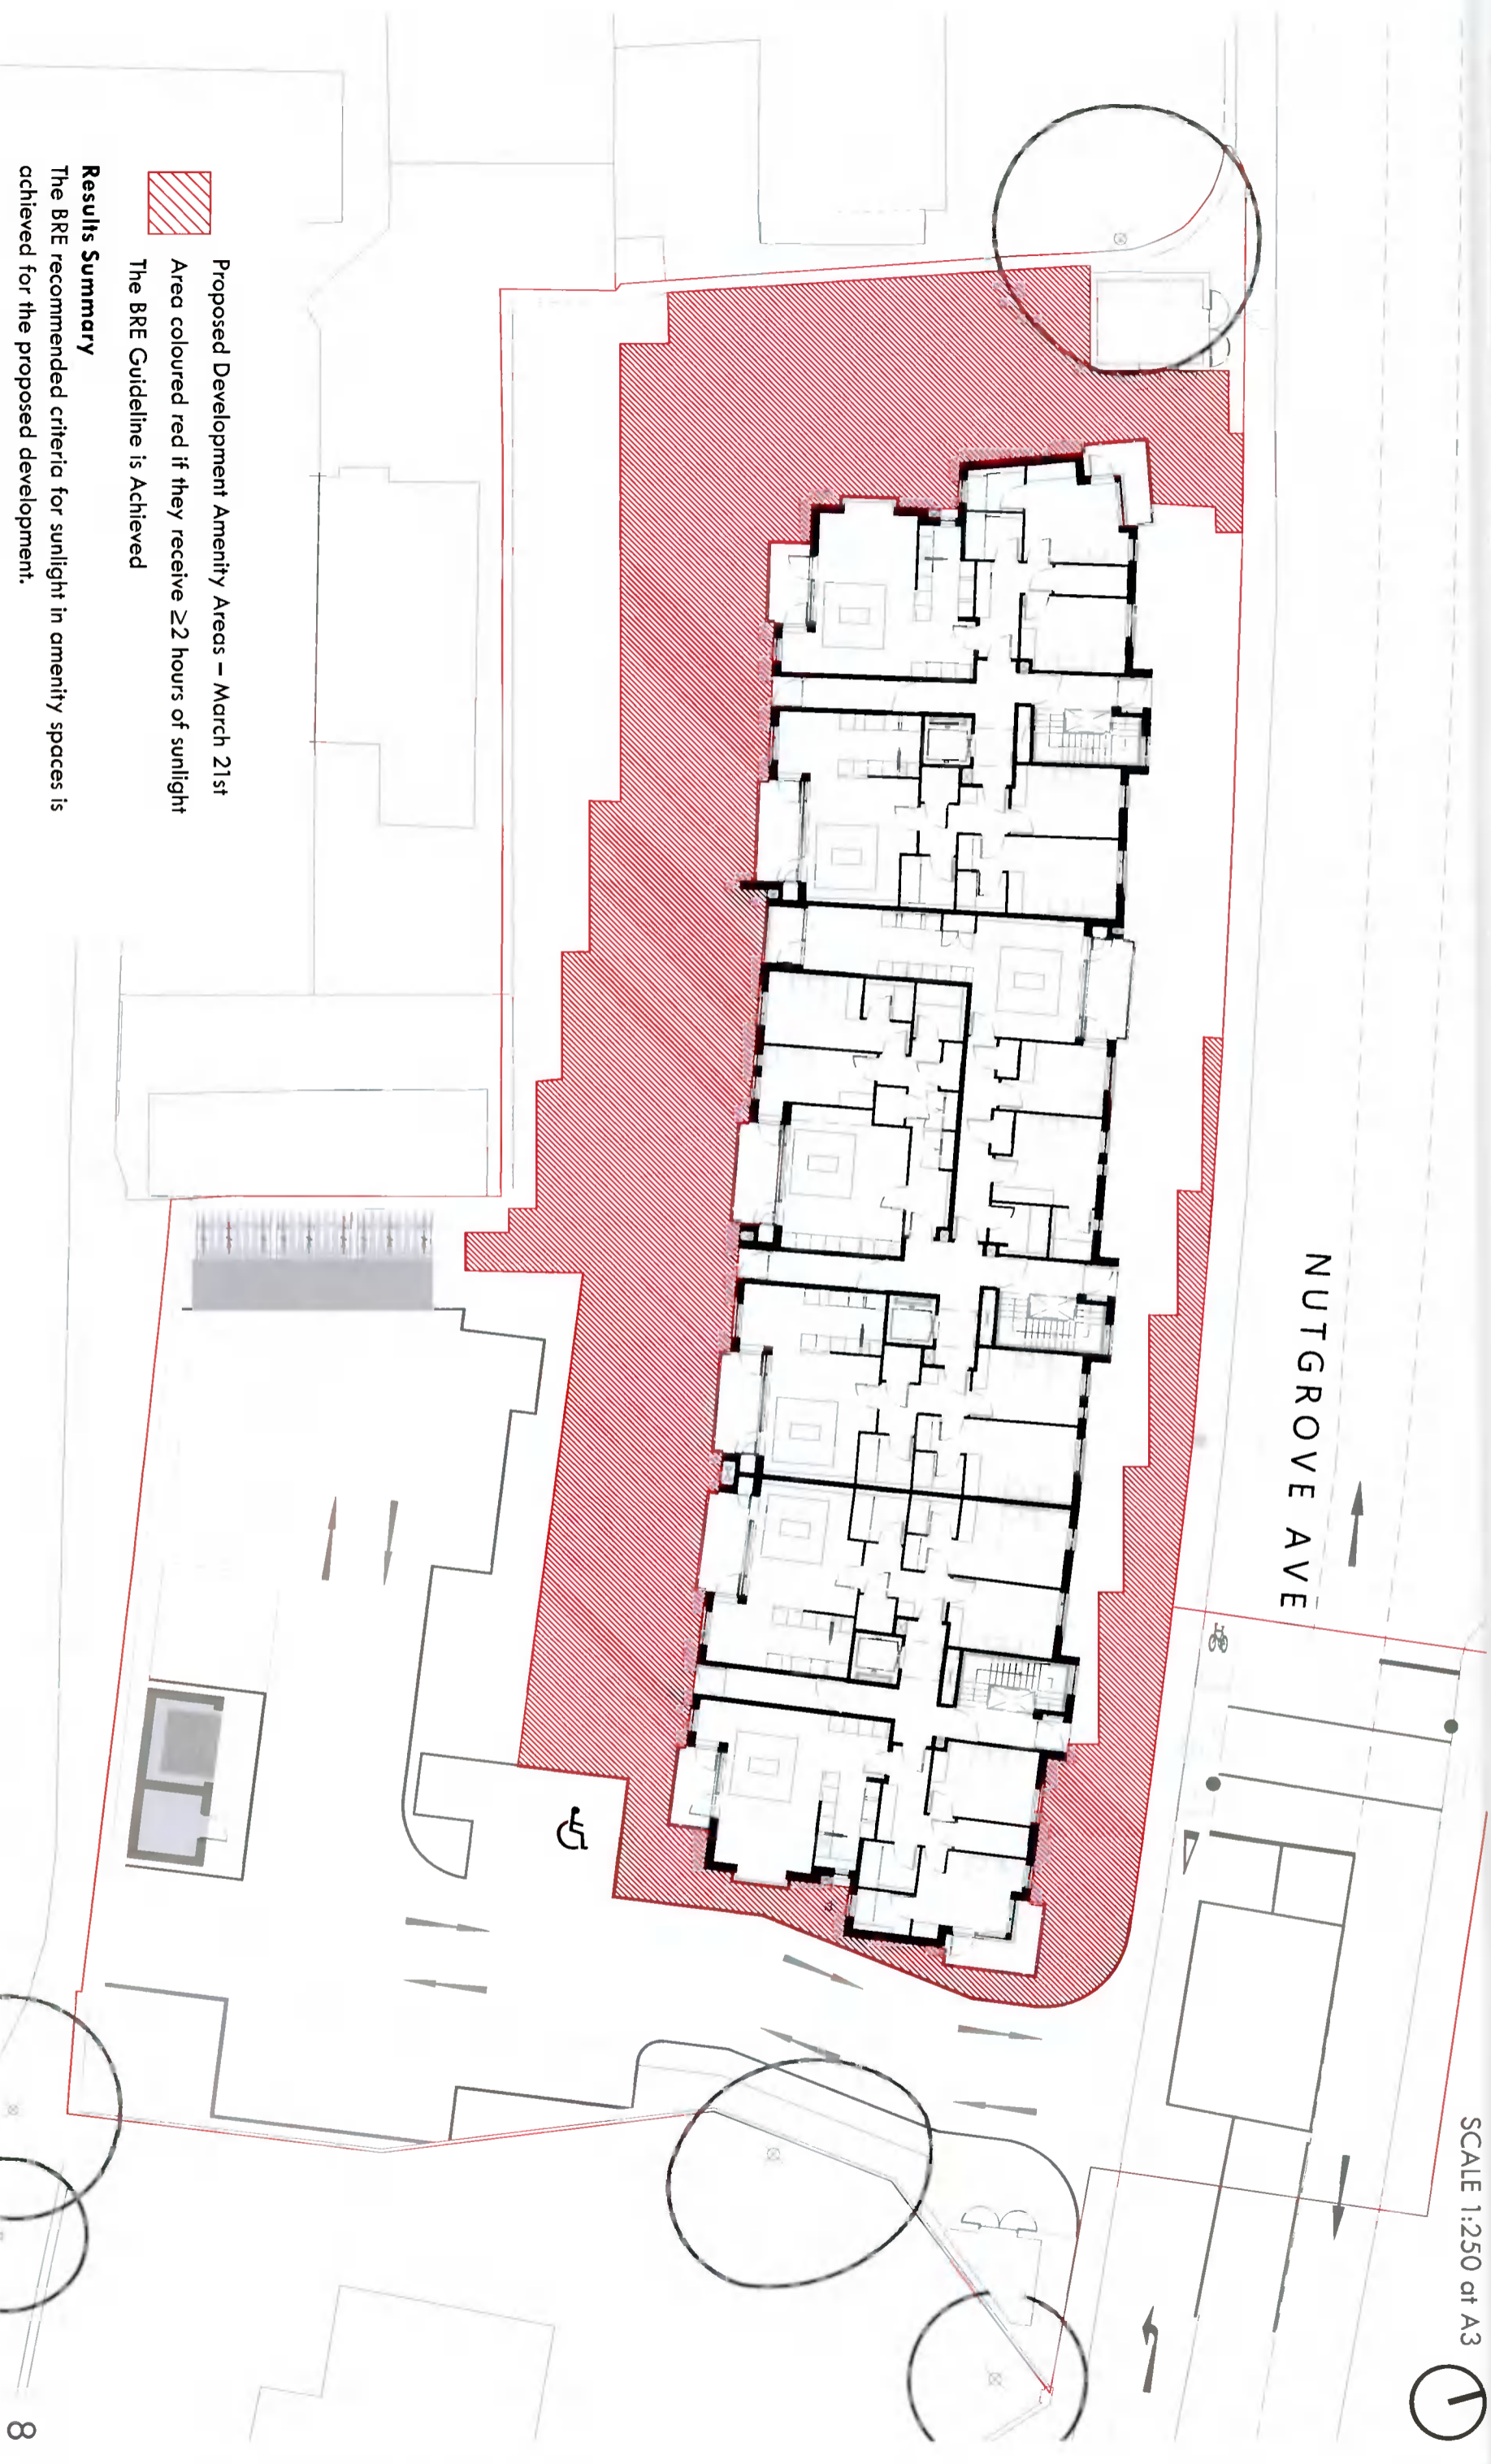 SCALE 1:250 at A3
NUTGROVE AVE
Proposed Development Amenity Areas – March 21st
Area coloured red if they receive ≥2 hours of sunlight
The BRE Guideline is Achieved
Results Summary
The BRE recommended criteria for sunlight in amenity spaces is
achieved for the proposed development.
8